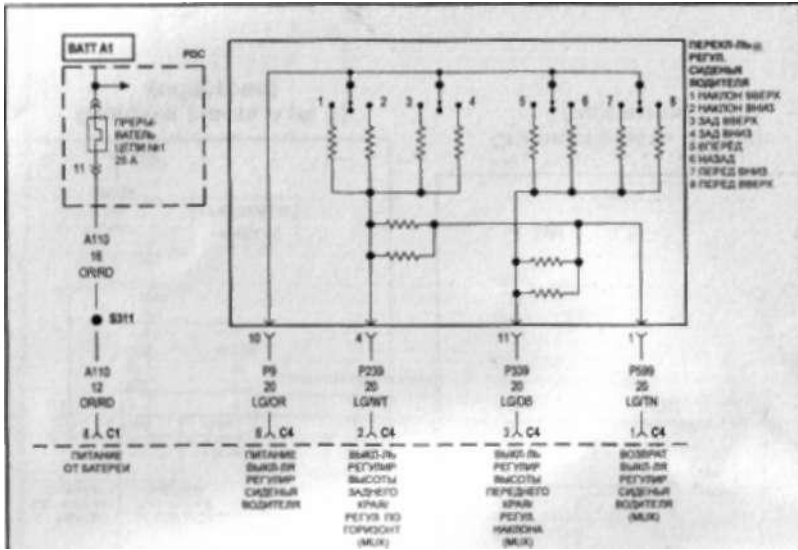 BATT A1
PDC
ПРЕРЫ-
ВАТЕЛЬ
ЦЕПИ №1
25 A
11
A110
16
OR/RD
S311
A110
12
OR/RD
8 C1
ПИТАНИЕ
ОТ БАТЕРЕИ
1 2 3 4 5 6 7 8
ПЕРЕКЛ-ЛЬ
РЕГУЛ.
СИДЕНЬЯ
ВОДИТЕЛЯ
1 НАКЛОН ВВЕРХ
2 НАКЛОН ВНИЗ
3 ЗАД ВВЕРХ
4 ЗАД ВНИЗ
5 ВПЕРЁД
6 НАЗАД
7 ПЕРЕД ВНИЗ
8 ПЕРЕД ВВЕРХ
10
P9
20
LG/OR
C4
ПИТАНИЕ
ВЫКЛ-ЛЯ
РЕГУЛИР
СИДЕНЬЯ
ВОДИТЕЛЯ
4
P239
20
LG/WT
2 C4
ВЫКЛ-ЛЬ
РЕГУЛИР
ВЫСОТЫ
ЗАДНЕГО
КРАЯ/
РЕГУЛ. ПО
ГОРИЗОНТ
(MUX)
11
P339
20
LG/DB
3 C4
ВЫКЛ-ЛЬ
РЕГУЛИР
ВЫСОТЫ
ПЕРЕДНЕГО
КРАЯ/
РЕГУЛ.
НАКЛОНА
(MUX)
1
P599
20
LG/TN
1 C4
ВОЗВРАТ
ВЫКЛ-ЛЯ
РЕГУЛИР
СИДЕНЬЯ
ВОДИТЕЛЯ
(MUX)